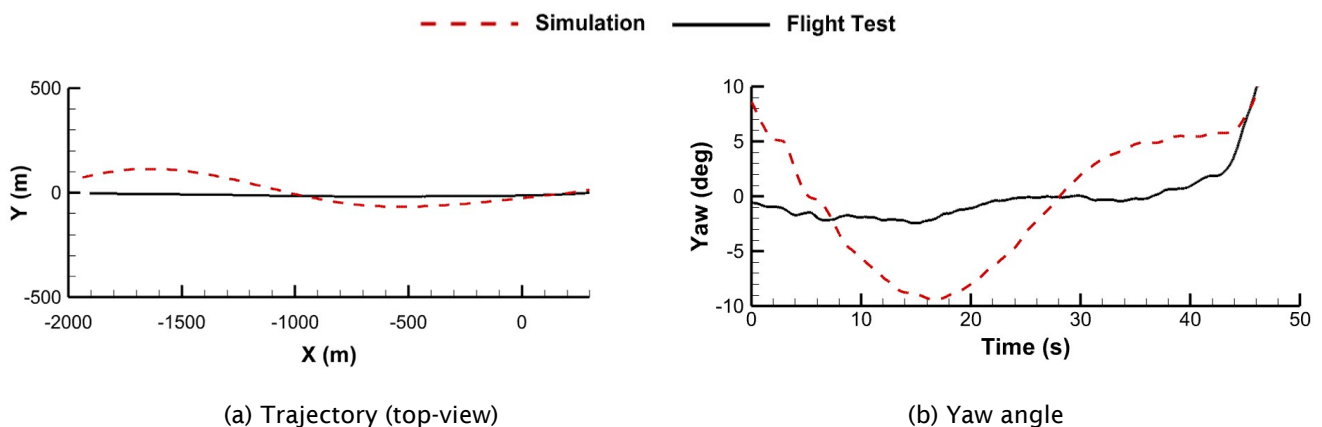 Simulation Flight Test
500
0
-500
Y (m)
-2000 -1500 -1000 -500 0
X (m)
(a) Trajectory (top-view)
10
5
0
-5
-10
Yaw (deg)
0 10 20 30 40 50
Time (s)
(b) Yaw angle